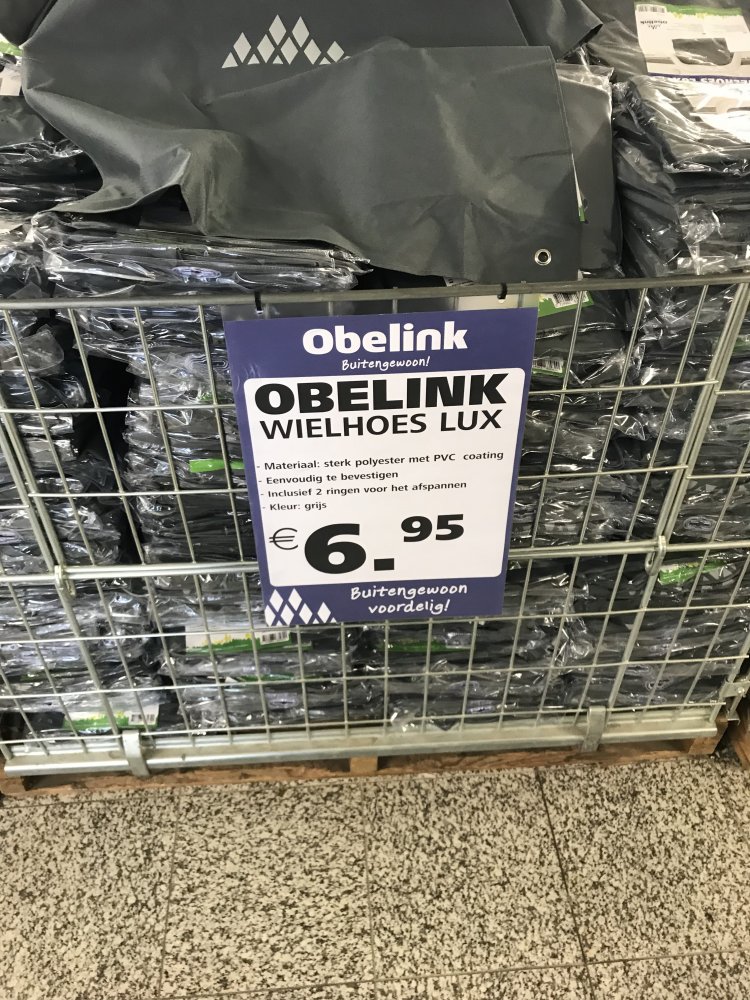 obelink
Obelink
Buitengewoon!
OBELINK
WIELHOES LUX
- Materiaal: sterk polyester met PVC coating
- Eenvoudig te bevestigen
- Inclusief 2 ringen voor het afspannen
- Kleur: grijs
€ 6.95
Buitengewoon
voordelig!